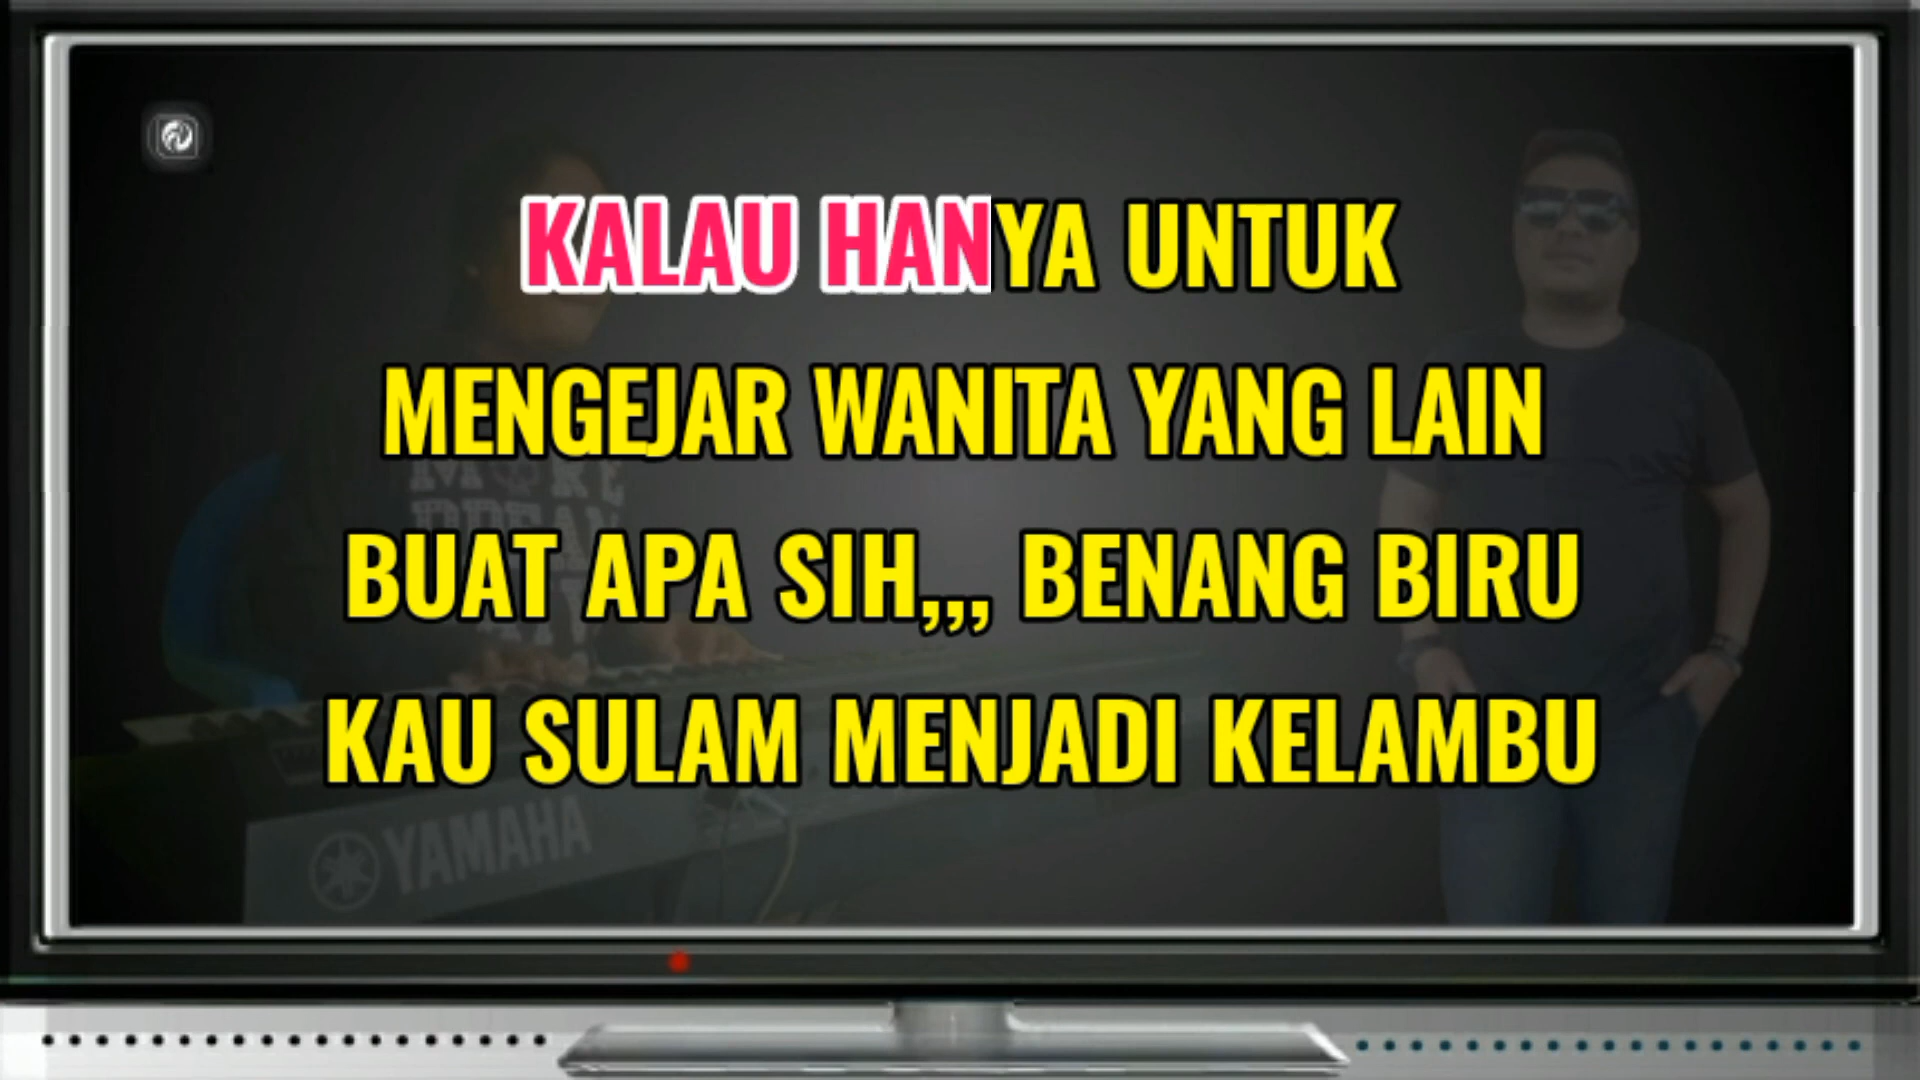 KALAU HANYA UNTUK
MENGEJAR WANITA YANG LAIN
BUAT APA SIH,,, BENANG BIRU
KAU SULAM MENJADI KELAMBU
YAMAHA